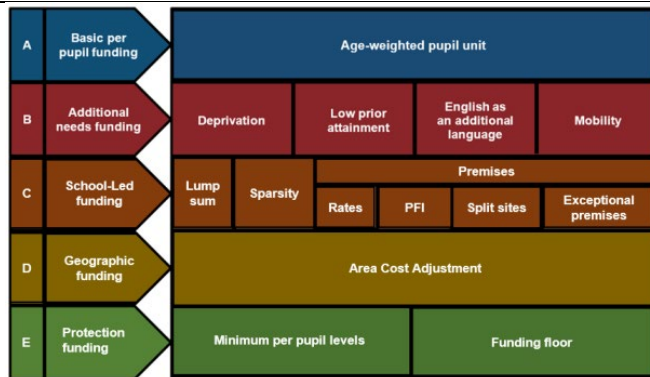 A
Basic per
pupil funding
Age-weighted pupil unit
B
Additional
needs funding
Deprivation
Low prior
attainment
English as
an additional
language
Mobility
C
School-Led
funding
Lump
sum
Sparsity
Premises
Rates
PFI
Split sites
Exceptional
premises
D
Geographic
funding
Area Cost Adjustment
E
Protection
funding
Minimum per pupil levels
Funding floor